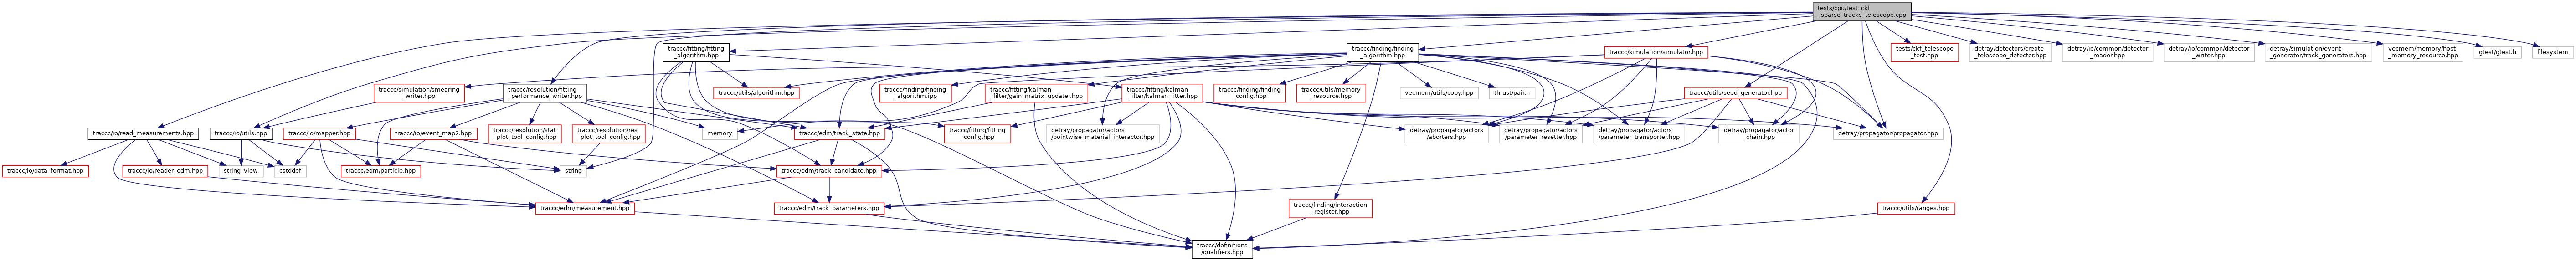 tests/cpu/test_ckf
_sparse_tracks_telescope.cpp
traccc/fitting/fitting
_algorithm.hpp
traccc/finding/finding
_algorithm.hpp
traccc/simulation/simulator.hpp
tests/ckf_telescope
_test.hpp
detray/detectors/create
_telescope_detector.hpp
detray/io/common/detector
_reader.hpp
detray/io/common/detector
_writer.hpp
detray/simulation/event
_generator/track_generators.hpp
vecmem/memory/host
_memory_resource.hpp
gtest/gtest.h
filesystem
traccc/simulation/smearing
_writer.hpp
traccc/resolution/fitting
_performance_writer.hpp
traccc/utils/algorithm.hpp
traccc/finding/finding
_algorithm.ipp
traccc/fitting/kalman
_filter/gain_matrix_updater.hpp
traccc/fitting/kalman
_filter/kalman_fitter.hpp
traccc/finding/finding
_config.hpp
traccc/utils/memory
_resource.hpp
vecmem/utils/copy.hpp
thrust/pair.h
traccc/utils/seed_generator.hpp
traccc/io/read_measurements.hpp
traccc/io/utils.hpp
traccc/io/mapper.hpp
traccc/io/event_map2.hpp
traccc/resolution/stat
_plot_tool_config.hpp
traccc/resolution/res
_plot_tool_config.hpp
memory
traccc/edm/track_state.hpp
traccc/fitting/fitting
_config.hpp
detray/propagator/actors
/pointwise_material_interactor.hpp
detray/propagator/actors
/aborters.hpp
detray/propagator/actors
/parameter_resetter.hpp
detray/propagator/actors
/parameter_transporter.hpp
detray/propagator/actor
_chain.hpp
detray/propagator/propagator.hpp
traccc/io/data_format.hpp
traccc/io/reader_edm.hpp
string_view
cstddef
traccc/edm/particle.hpp
string
traccc/edm/track_candidate.hpp
traccc/edm/measurement.hpp
traccc/edm/track_parameters.hpp
traccc/finding/interaction
_register.hpp
traccc/utils/ranges.hpp
traccc/definitions
/qualifiers.hpp